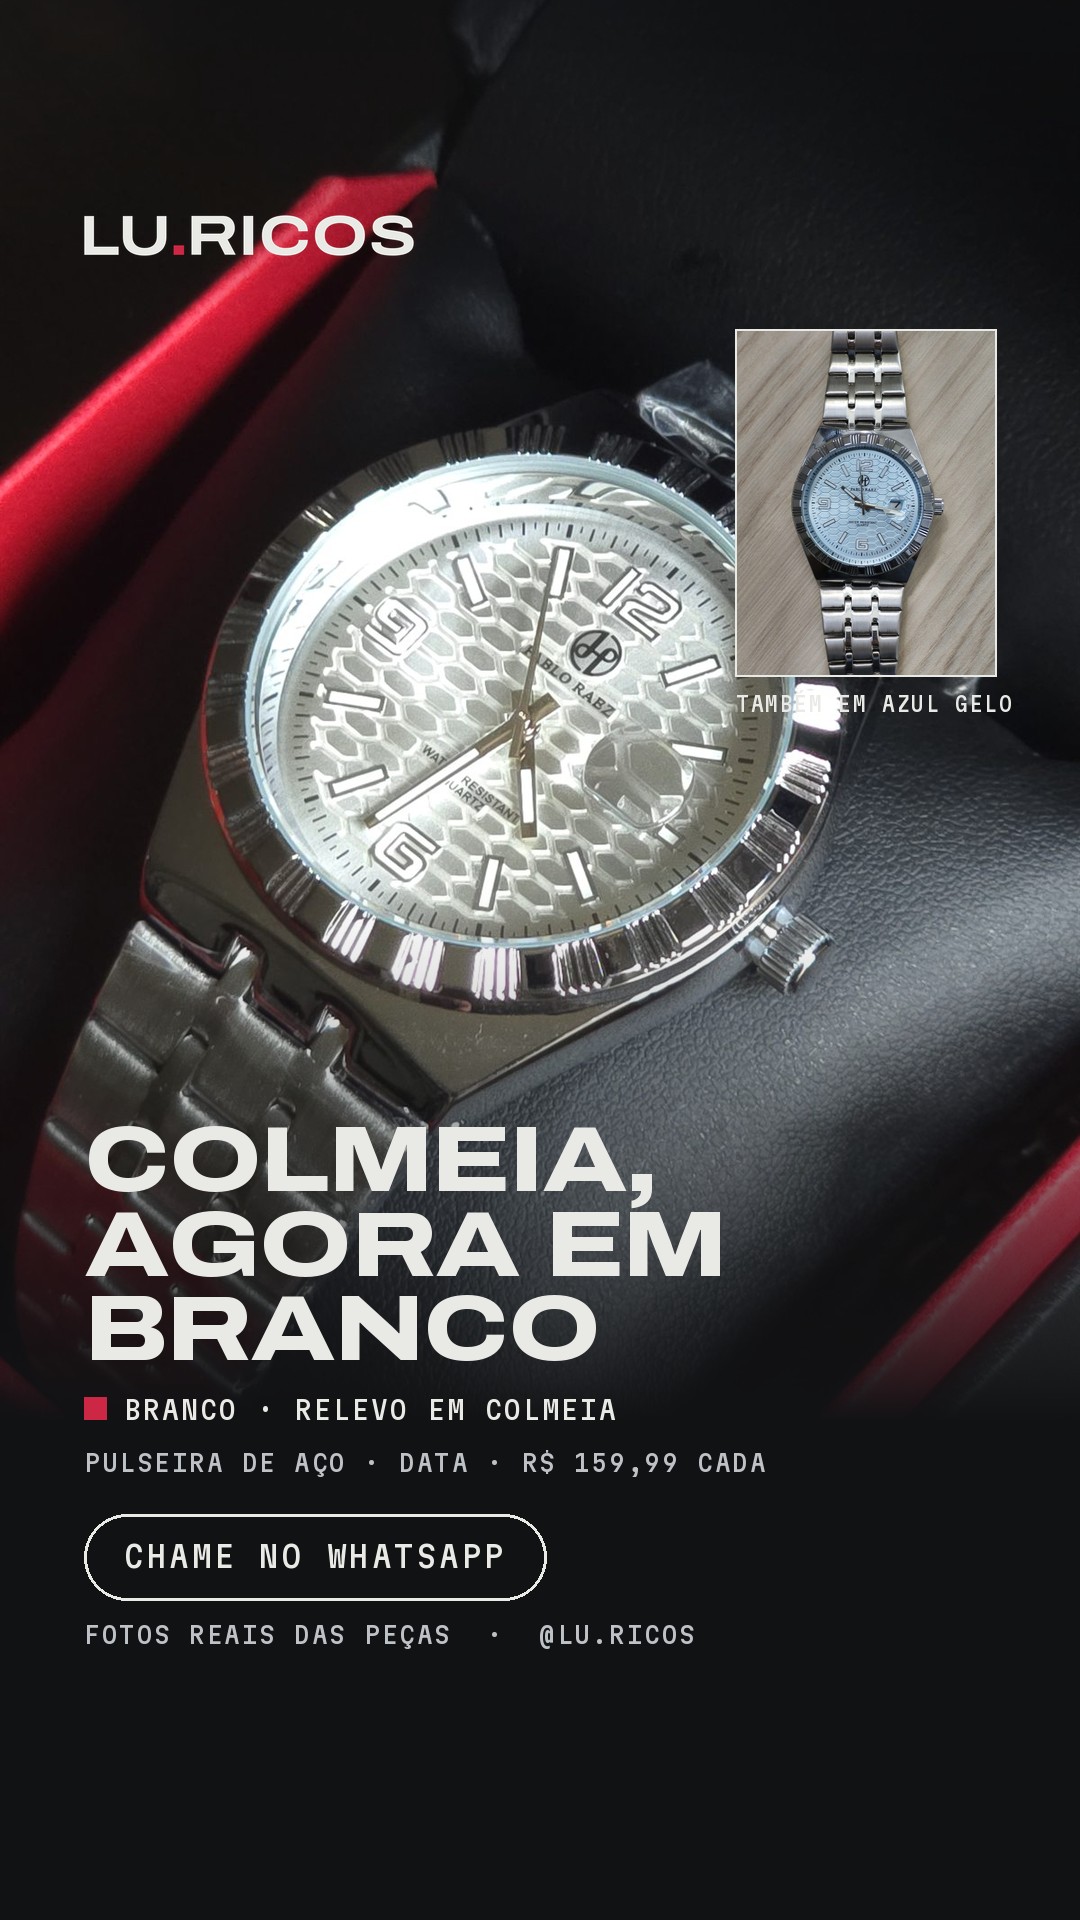 LU.RICOS
12
9
6
PABLO RAEZ
WATER RESISTANT
QUARTZ
TAMBÉM EM AZUL GELO
COLMEIA,
AGORA EM
BRANCO
BRANCO · RELEVO EM COLMEIA
PULSEIRA DE AÇO · DATA · R$ 159,99 CADA
CHAME NO WHATSAPP
FOTOS REAIS DAS PEÇAS · @LU.RICOS